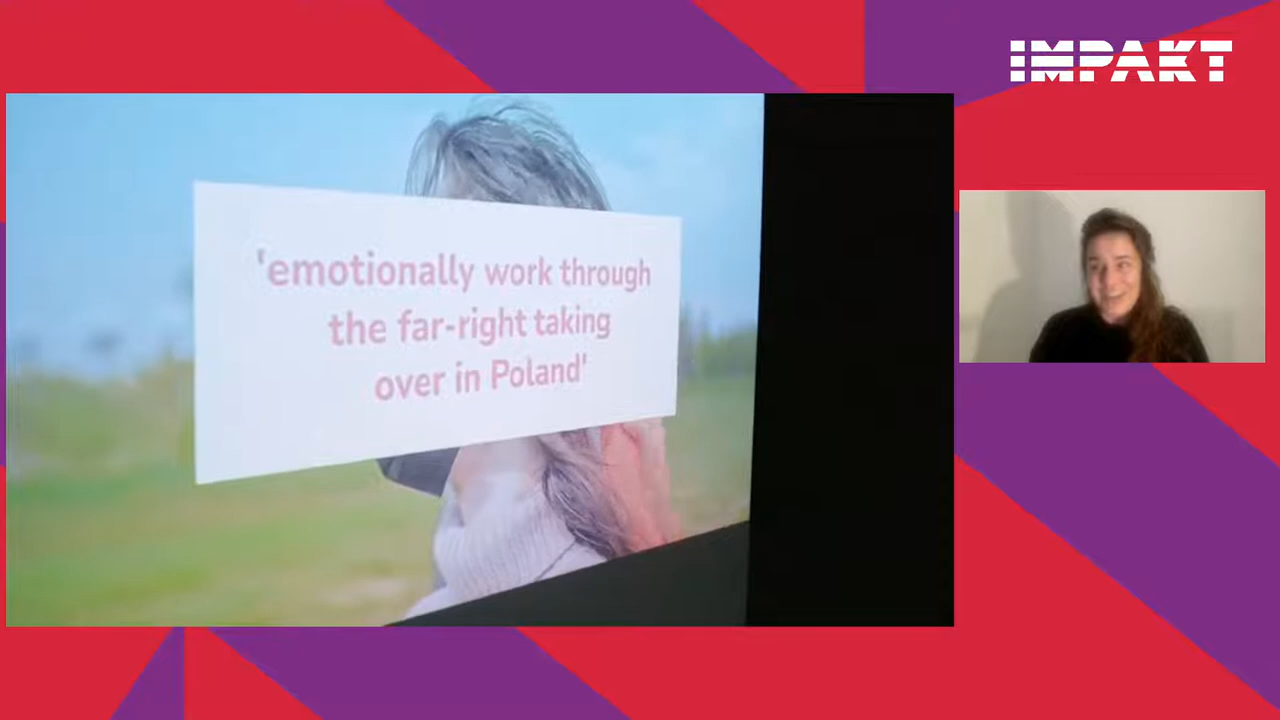 IMPAKT
'emotionally work through
the far-right taking
over in Poland'